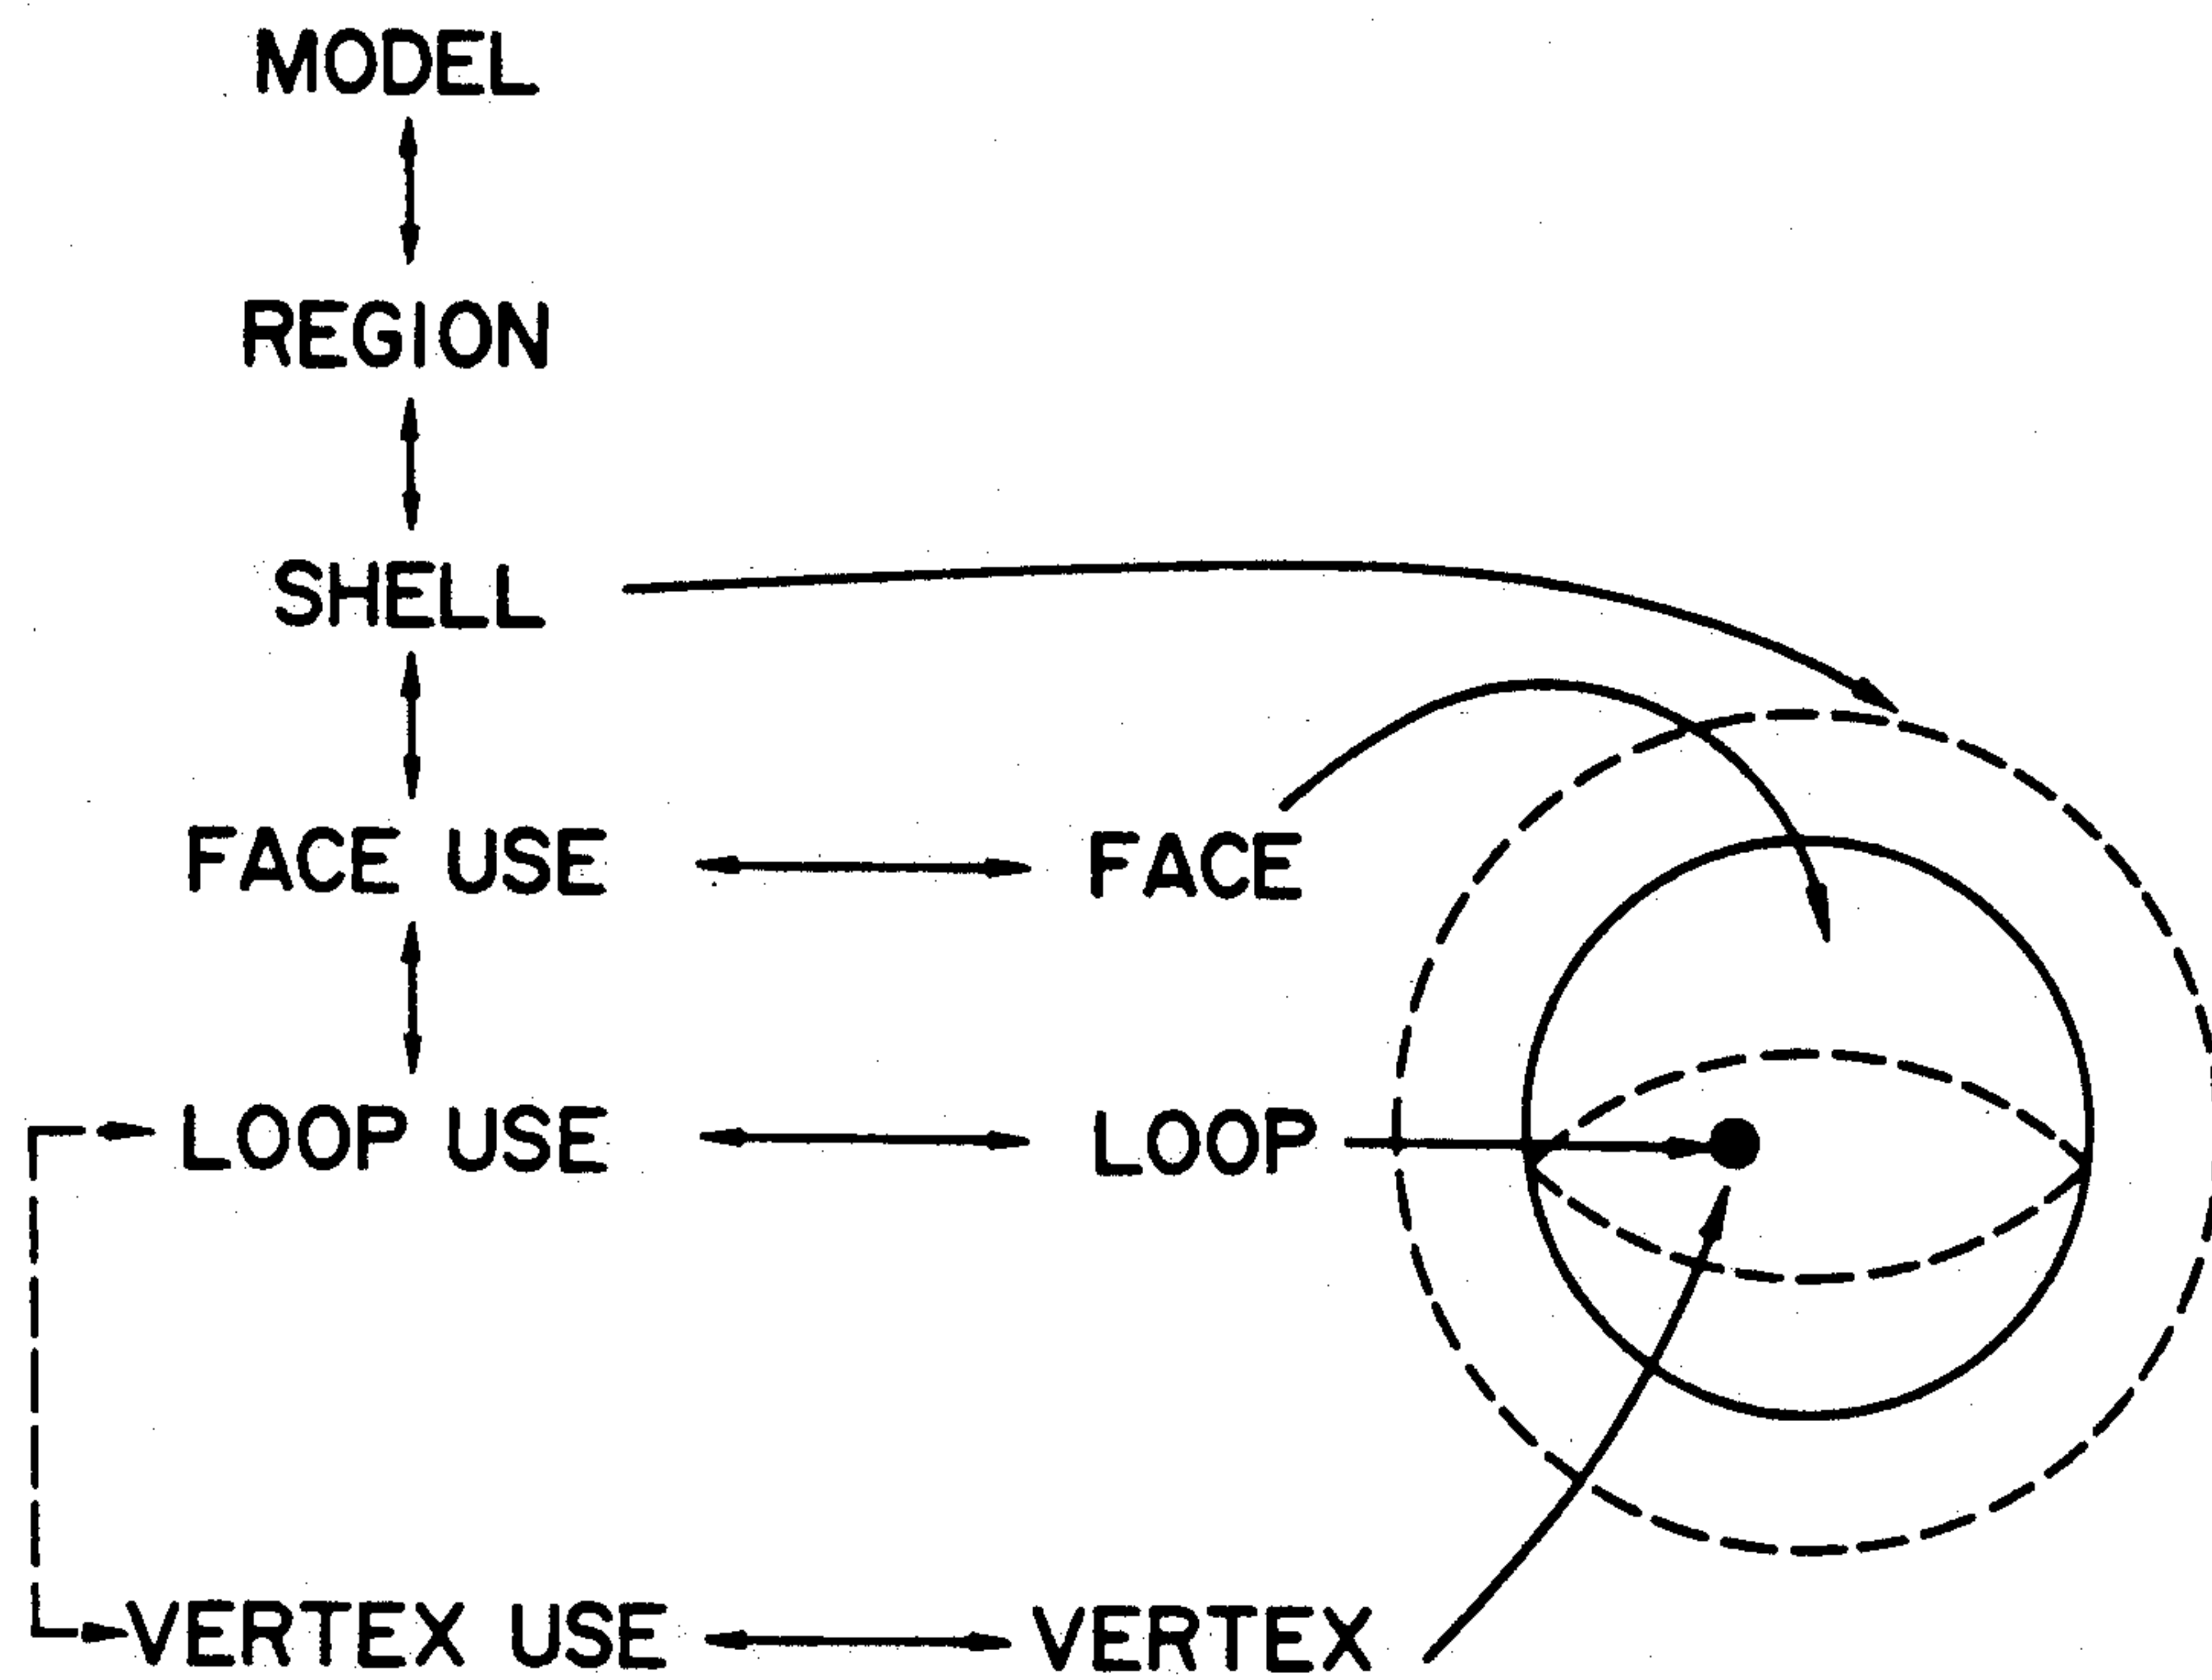 MODEL
REGION
SHELL
FACE USE FACE
LOOP USE LOOP
VERTEX USE VERTEX